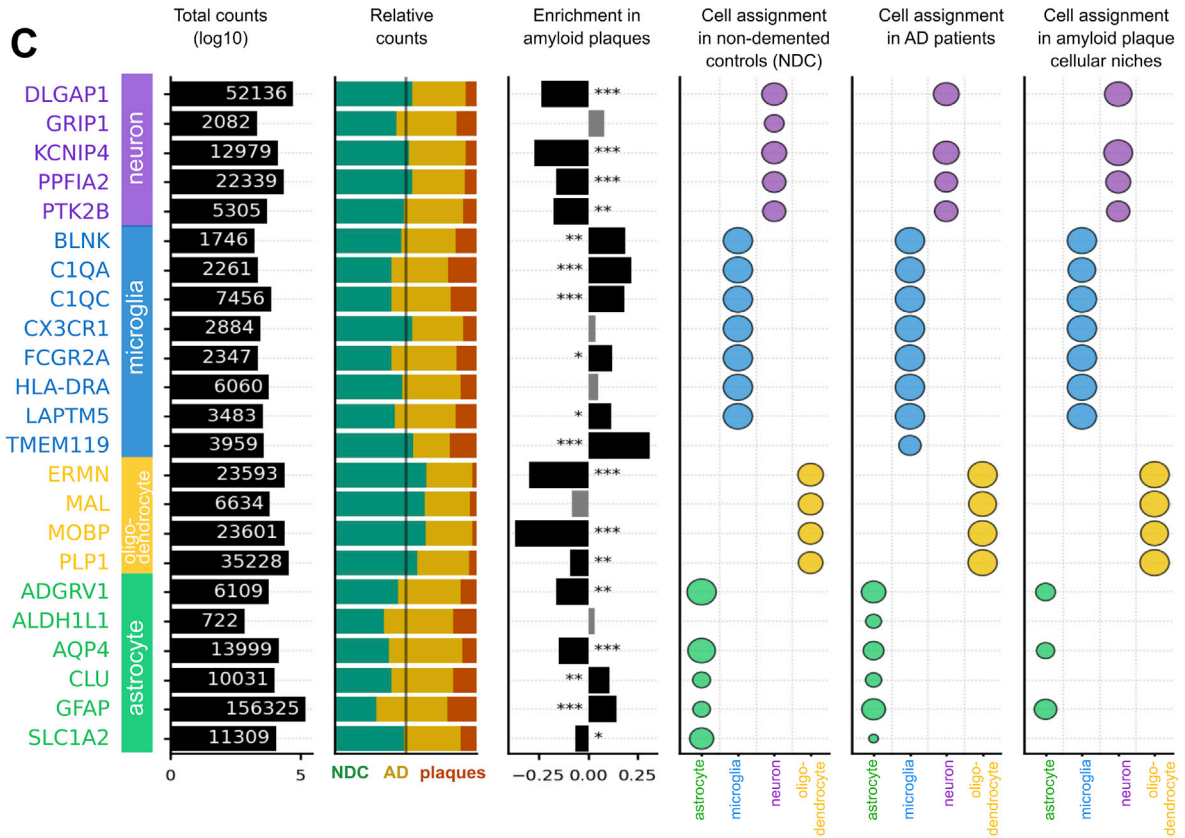 C
Total counts
(log10)
Relative
counts
Enrichment in
amyloid plaques
Cell assignment
in non-demented
controls (NDC)
Cell assignment
in AD patients
Cell assignment
in amyloid plaque
cellular niches
neuron
DLGAP1 52136 ***
GRIP1 2082
KCNIP4 12979 ***
PPFIA2 22339 ***
PTK2B 5305 **
microglia
BLNK 1746 **
C1QA 2261 ***
C1QC 7456 ***
CX3CR1 2884
FCGR2A 2347 *
HLA-DRA 6060
LAPTM5 3483 *
TMEM119 3959 ***
oligo-
dendrocyte
ERMN 23593 ***
MAL 6634
MOBP 23601 ***
PLP1 35228 **
astrocyte
ADGRV1 6109 **
ALDH1L1 722
AQP4 13999 ***
CLU 10031 **
GFAP 156325 ***
SLC1A2 11309 *
0 5
NDC AD plaques
−0.25 0.00 0.25
astrocyte
microglia
neuron
oligo-
dendrocyte
astrocyte
microglia
neuron
oligo-
dendrocyte
astrocyte
microglia
neuron
oligo-
dendrocyte